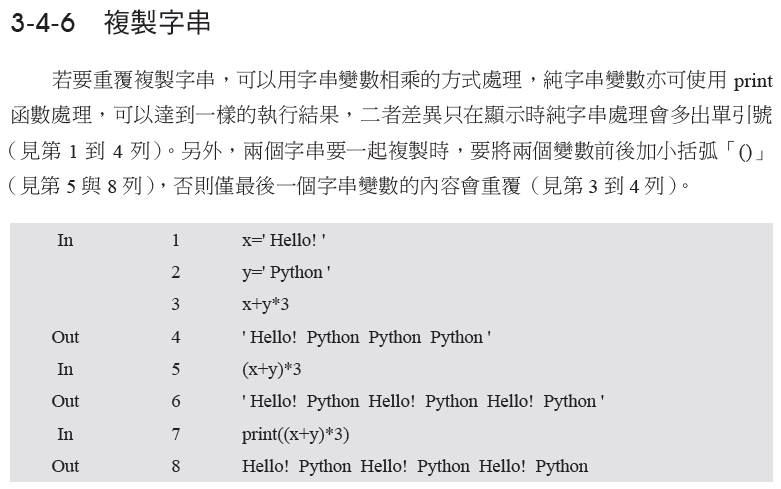 3-4-6 複製字串
若要重覆複製字串，可以用字串變數相乘的方式處理，純字串變數亦可使用 print
函數處理，可以達到一樣的執行結果，二者差異只在顯示時純字串處理會多出單引號
（見第 1 到 4 列）。另外，兩個字串要一起複製時，要將兩個變數前後加小括弧「()」
（見第 5 與 8 列），否則僅最後一個字串變數的內容會重覆（見第 3 到 4 列）。
In 1 x=' Hello! '
2 y=' Python '
3 x+y*3
Out 4 ' Hello!  Python  Python  Python '
In 5 (x+y)*3
Out 6 ' Hello!  Python  Hello!  Python  Hello!  Python '
In 7 print((x+y)*3)
Out 8 Hello!  Python  Hello!  Python  Hello!  Python